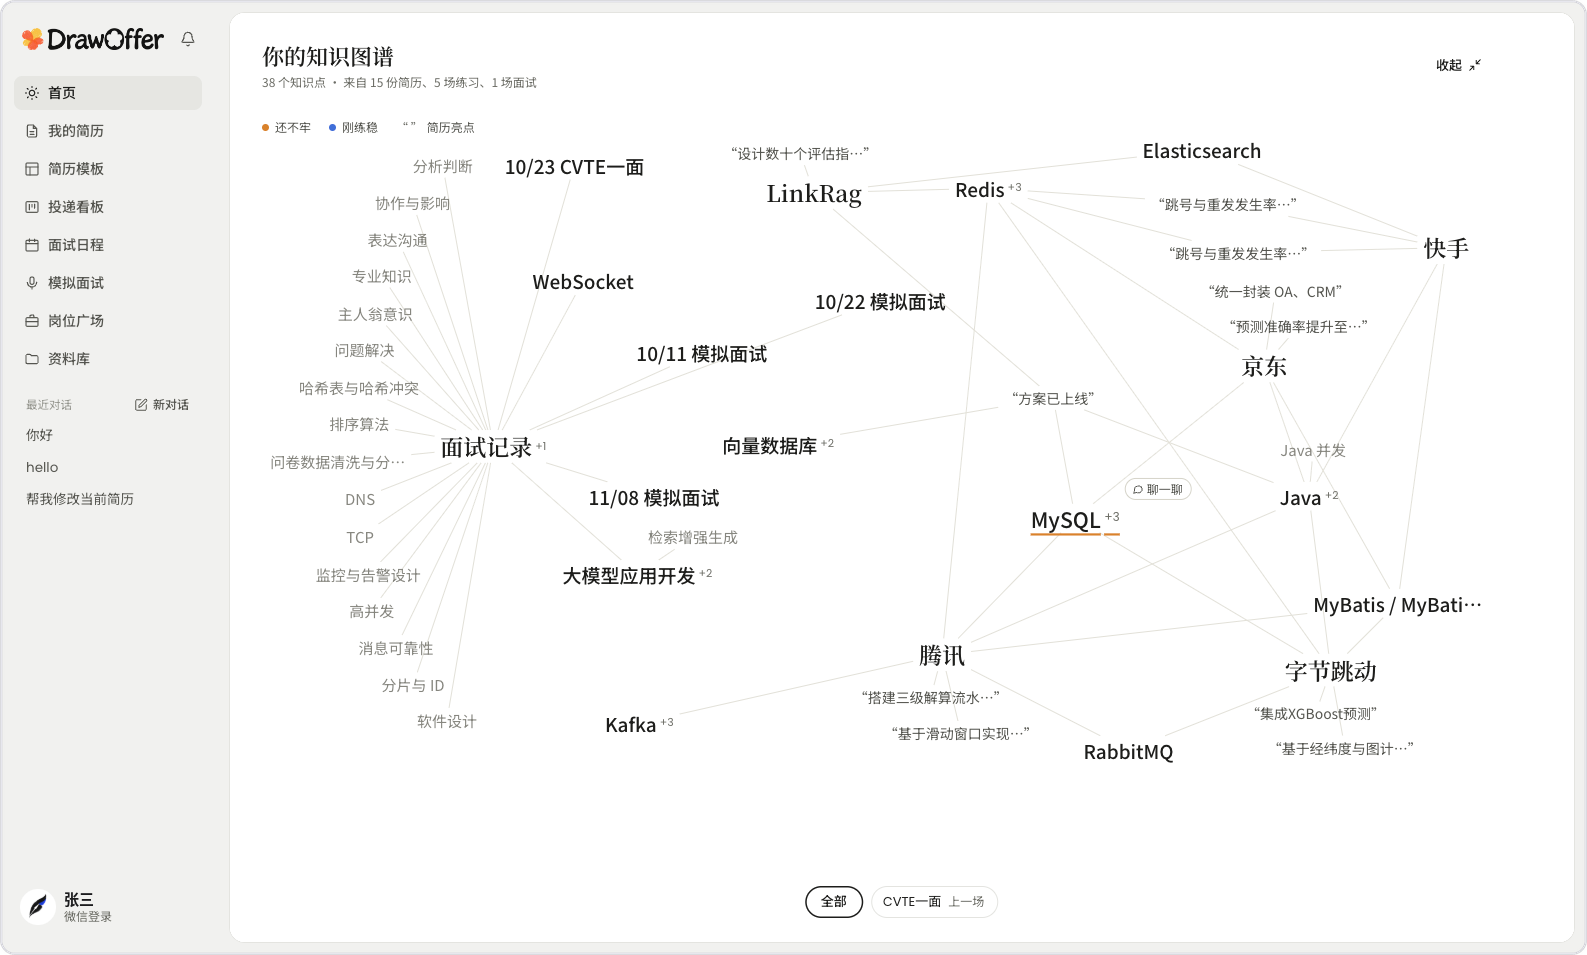 DrawOffer
首页
我的简历
简历模板
投递看板
面试日程
模拟面试
岗位广场
资料库
最近对话 新对话
你好
hello
帮我修改当前简历
张三
微信登录
你的知识图谱
38 个知识点 · 来自 15 份简历、5 场练习、1 场面试
收起
还不牢 刚练稳 “ ” 简历亮点
分析判断
10/23 CVTE一面
“设计数十个评估指…”
Elasticsearch
LinkRag
Redis +3
协作与影响
“跳号与重发发生率…”
表达沟通
“跳号与重发发生率…”
快手
专业知识
WebSocket
“统一封装 OA、CRM”
10/22 模拟面试
主人翁意识
“预测准确率提升至…”
问题解决
10/11 模拟面试
京东
哈希表与哈希冲突
“方案已上线”
排序算法
面试记录 +1
向量数据库 +2
Java 并发
问卷数据清洗与分…
聊一聊
DNS
11/08 模拟面试
Java +2
MySQL +3
TCP
检索增强生成
监控与告警设计
大模型应用开发 +2
高并发
MyBatis / MyBati…
消息可靠性
腾讯
字节跳动
分片与 ID
“搭建三级解算流水…”
“集成XGBoost预测”
软件设计
Kafka +3
“基于滑动窗口实现…”
RabbitMQ
“基于经纬度与图计…”
全部
CVTE一面 上一场